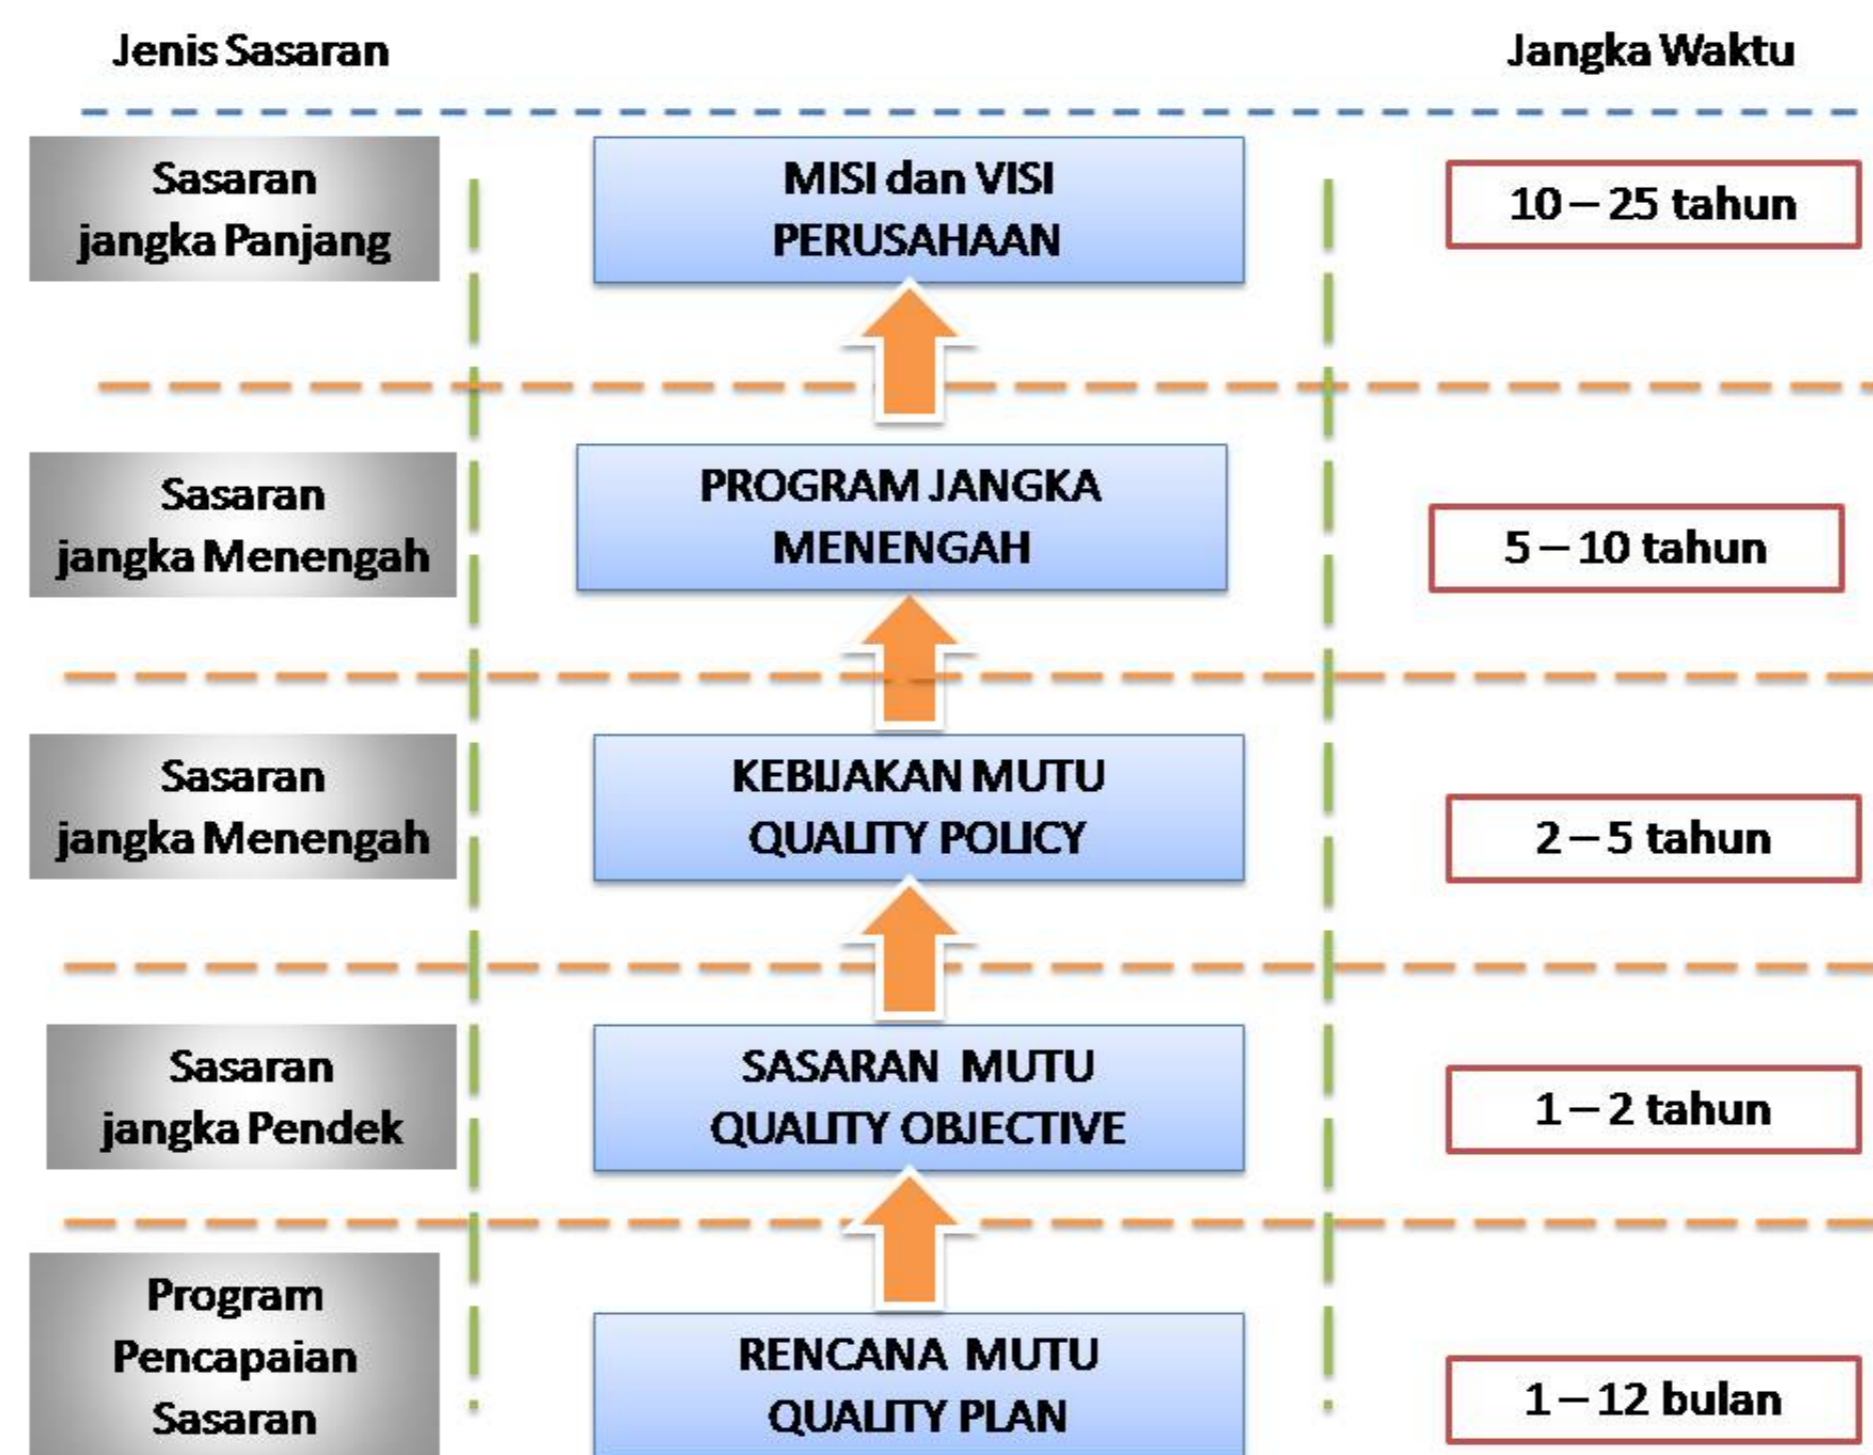 Jenis Sasaran
Jangka Waktu
Sasaran
jangka Panjang
MISI dan VISI
PERUSAHAAN
10 – 25 tahun
Sasaran
jangka Menengah
PROGRAM JANGKA
MENENGAH
5 – 10 tahun
Sasaran
jangka Menengah
KEBIJAKAN MUTU
QUALITY POLICY
2 – 5 tahun
Sasaran
jangka Pendek
SASARAN MUTU
QUALITY OBJECTIVE
1 – 2 tahun
Program
Pencapaian
Sasaran
RENCANA MUTU
QUALITY PLAN
1 – 12 bulan